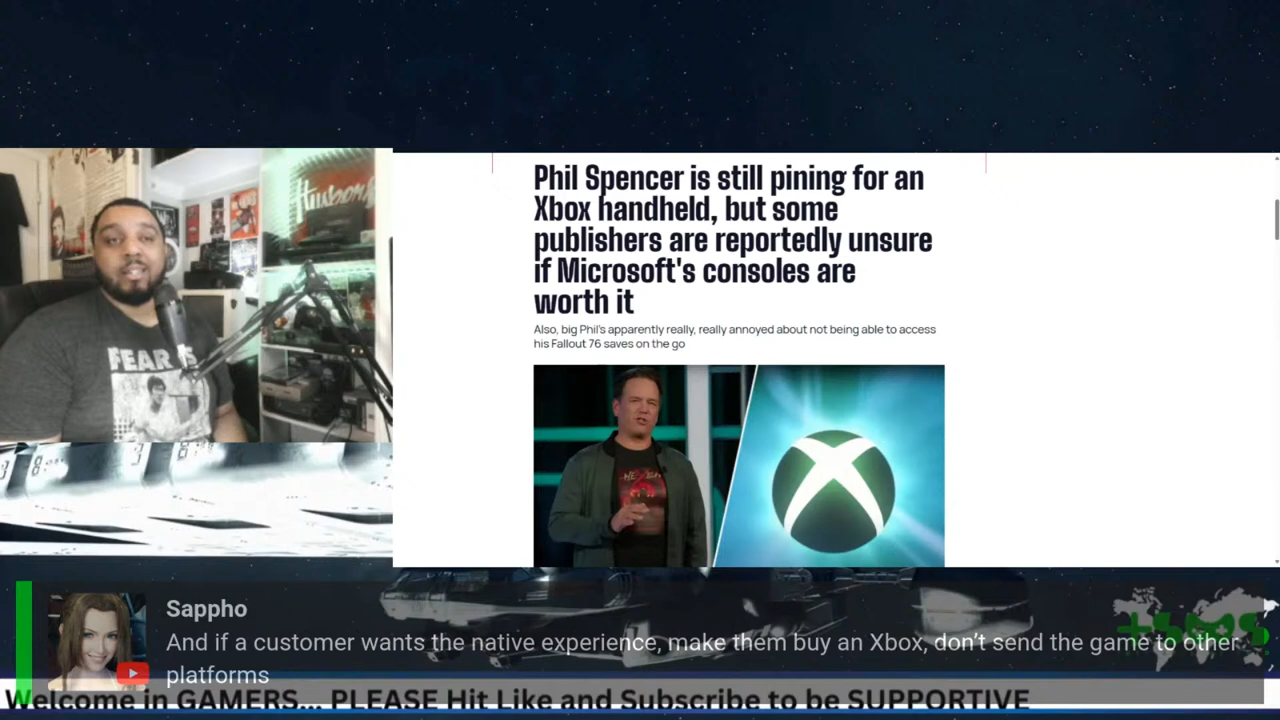 Phil Spencer is still pining for an
Xbox handheld, but some
publishers are reportedly unsure
if Microsoft's consoles are
worth it
Also, big Phil's apparently really, really annoyed about not being able to access
his Fallout 76 saves on the go
FEAR
Sappho
And if a customer wants the native experience, make them buy an Xbox, don’t send the game to other
platforms
Welcome in GAMERS... PLEASE Hit Like and Subscribe to be SUPPORTIVE